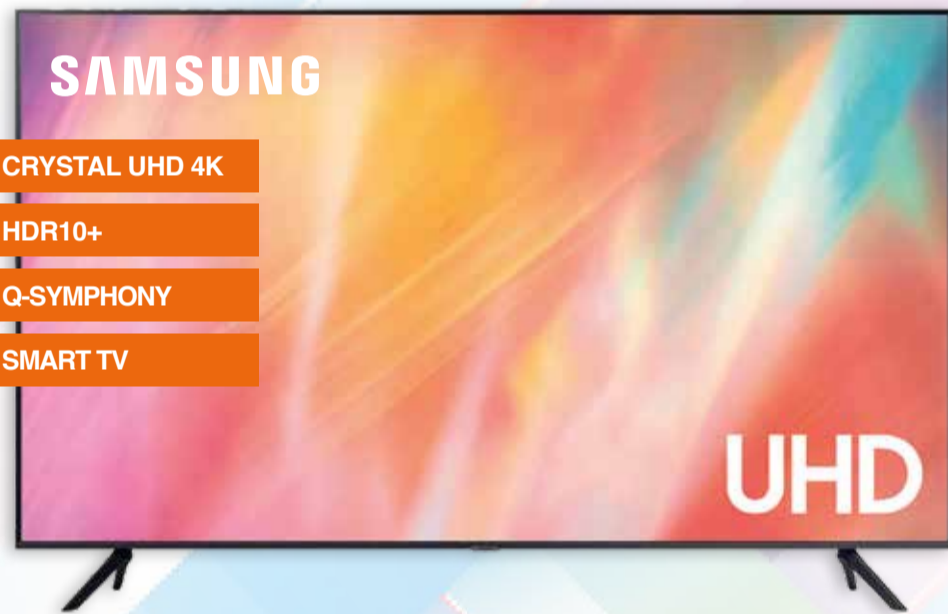 SAMSUNG
CRYSTAL UHD 4K
HDR10+
Q-SYMPHONY
SMART TV
UHD